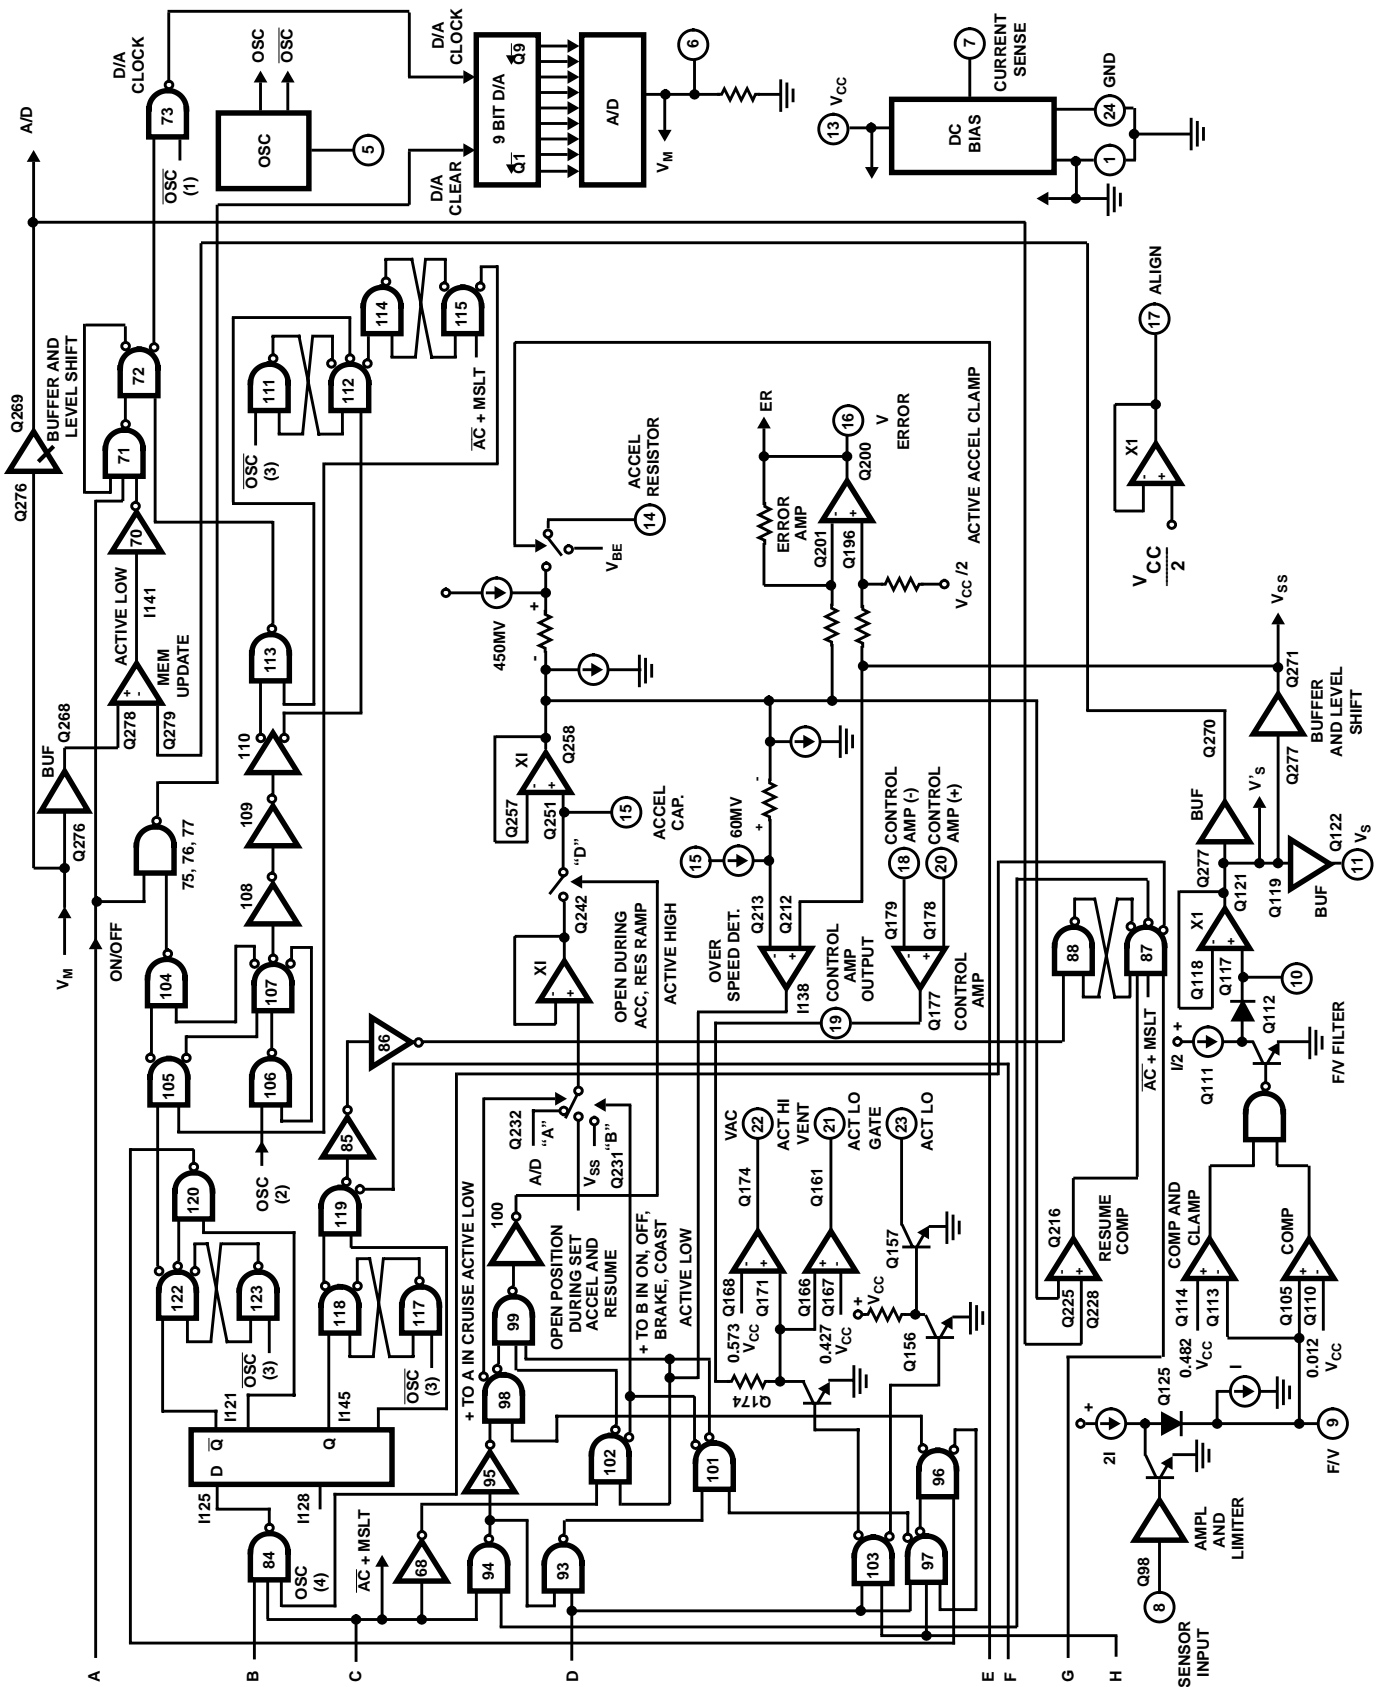 A
B
C
D
E
F
G
H
V_M
ON/OFF
Q276
BUF
Q268
Q276
Q269
BUFFER AND
LEVEL SHIFT
A/D
Q278
Q279
+
-
MEM
UPDATE
ACTIVE LOW
I141
70
71
72
73
OSC
(1)
D/A
CLOCK
OSC
OSC
OSC
5
D/A
CLEAR
D/A
CLOCK
9 BIT D/A
Q1
Q9
A/D
V_M
6
13
V_CC
DC
BIAS
7
CURRENT
SENSE
1
24
GND
75, 76, 77
104
105
106
107
108
109
110
113
OSC
(2)
OSC
(3)
111
112
114
115
AC + MSLT
120
122
123
OSC
(3)
119
118
117
OSC
(3)
85
86
I121
I145
I125
I128
D
Q
Q
84
OSC
(4)
AC + MSLT
68
94
93
95
98
99
100
102
101
103
97
96
+ TO A IN CRUISE ACTIVE LOW
OPEN POSITION
DURING SET
ACCEL AND
RESUME
+ TO B IN ON, OFF,
BRAKE, COAST
ACTIVE LOW
Q232
"A"
A/D
V_SS
Q231
"B"
OPEN DURING
ACC, RES RAMP
ACTIVE HIGH
XI
-
+
Q242
"D"
Q257
Q251
XI
-
+
Q258
15
ACCEL
CAP.
450MV
-
+
V_BE
14
ACCEL
RESISTOR
ERROR
AMP
Q201
Q196
-
+
Q200
16
V
ERROR
ER
V_CC/2
ACTIVE ACCEL CLAMP
15
60MV
+
-
OVER
SPEED DET.
Q213
Q212
-
+
I138
CONTROL
AMP
OUTPUT
19
CONTROL
AMP (-)
18
CONTROL
AMP (+)
20
Q179
Q178
-
+
Q177
CONTROL
AMP
Q174
0.573
V_CC
Q168
Q171
-
+
Q174
VAC
22
ACT HI
Q166
Q167
0.427
V_CC
+
-
Q161
VENT
21
ACT LO
+
V_CC
Q156
Q157
GATE
23
ACT LO
88
87
AC + MSLT
Q225
Q228
-
+
Q216
RESUME
COMP
COMP AND
CLAMP
Q114
Q113
0.482
V_CC
+
-
COMP
Q105
Q110
0.012
V_CC
+
-
2I
+
Q125
I
F/V
9
8
SENSOR
INPUT
Q98
AMPL
AND
LIMITER
I/2
+
Q111
Q112
F/V FILTER
10
Q118
Q117
X1
-
+
Q121
Q277
BUF
Q270
V'_S
Q119
BUF
Q122
11
V_S
Q277
BUFFER
AND LEVEL
SHIFT
Q271
V_SS
VCC
2
X1
-
+
17
ALIGN